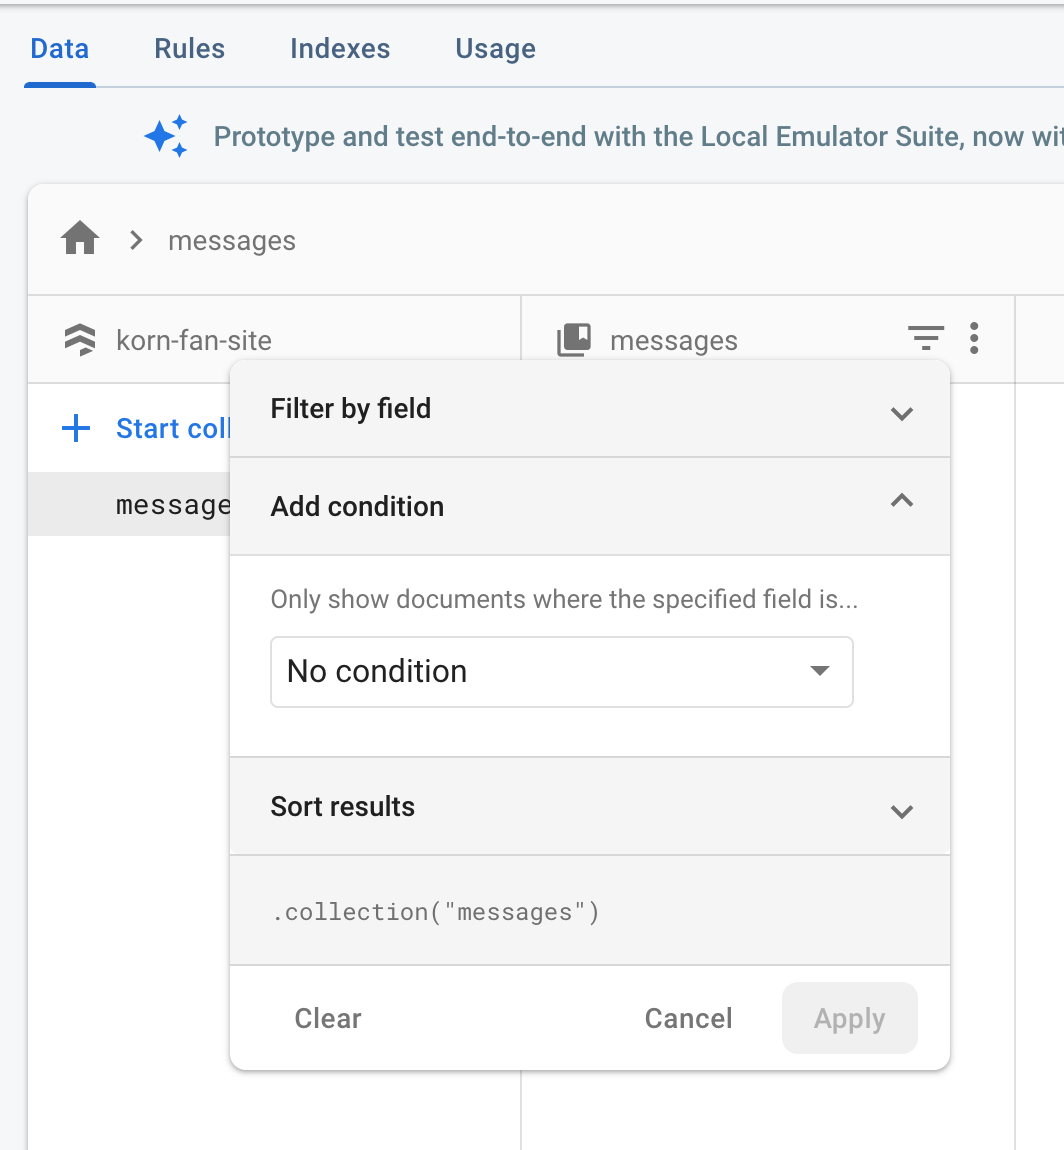 Data Rules Indexes Usage
Prototype and test end-to-end with the Local Emulator Suite, now wit
messages
korn-fan-site
messages
Start coll
message
Filter by field
Add condition
Only show documents where the specified field is...
No condition
Sort results
.collection("messages")
Clear Cancel Apply